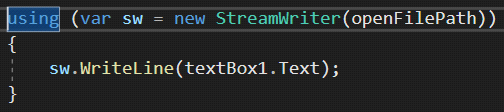 using (var sw = new StreamWriter(openFilePath))
{
sw.WriteLine(textBox1.Text);
}